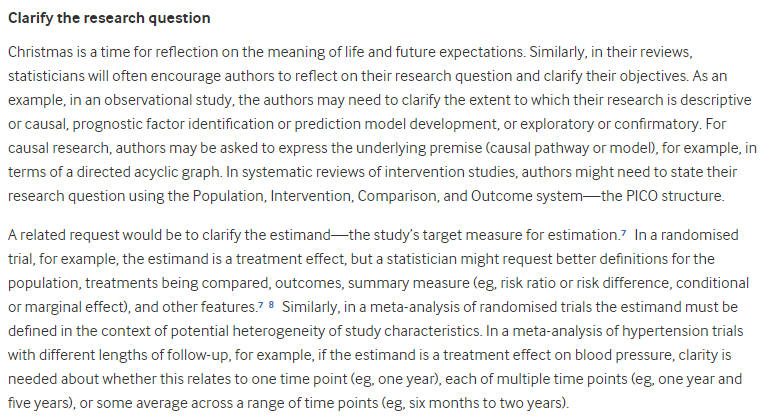 Clarify the research question
Christmas is a time for reflection on the meaning of life and future expectations. Similarly, in their reviews,
statisticians will often encourage authors to reflect on their research question and clarify their objectives. As an
example, in an observational study, the authors may need to clarify the extent to which their research is descriptive
or causal, prognostic factor identification or prediction model development, or exploratory or confirmatory. For
causal research, authors may be asked to express the underlying premise (causal pathway or model), for example, in
terms of a directed acyclic graph. In systematic reviews of intervention studies, authors might need to state their
research question using the Population, Intervention, Comparison, and Outcome system—the PICO structure.
A related request would be to clarify the estimand—the study's target measure for estimation.7 In a randomised
trial, for example, the estimand is a treatment effect, but a statistician might request better definitions for the
population, treatments being compared, outcomes, summary measure (eg, risk ratio or risk difference, conditional
or marginal effect), and other features.7 8 Similarly, in a meta-analysis of randomised trials the estimand must be
defined in the context of potential heterogeneity of study characteristics. In a meta-analysis of hypertension trials
with different lengths of follow-up, for example, if the estimand is a treatment effect on blood pressure, clarity is
needed about whether this relates to one time point (eg, one year), each of multiple time points (eg, one year and
five years), or some average across a range of time points (eg, six months to two years).